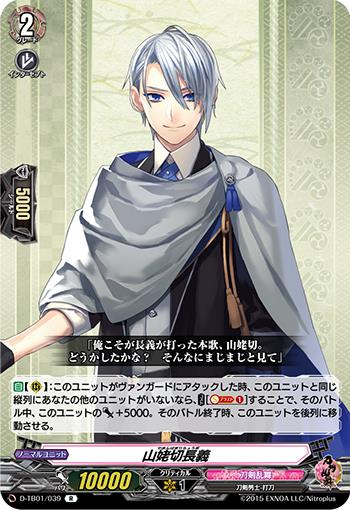 2
グレード
インターセプト
5000
シールド
「俺こそが長義が打った本歌、山姥切。
どうかしたかな? そんなにまじまじと見て」
自【】:このユニットがヴァンガードにアタックした時、このユニットと同じ
縦列にあなたの他のユニットがいないなら、【ブラスト1】することで、そのバト
ル中、このユニットの+5000。そのバトル終了時、このユニットを後列に移
動させる。
ノーマルユニット
山姥切長義
パワー 10000 クリティカル 1
刀剣乱舞
刀剣男士・打刀
D-TB01/039 R ©2015 EXNOA LLC/Nitroplus